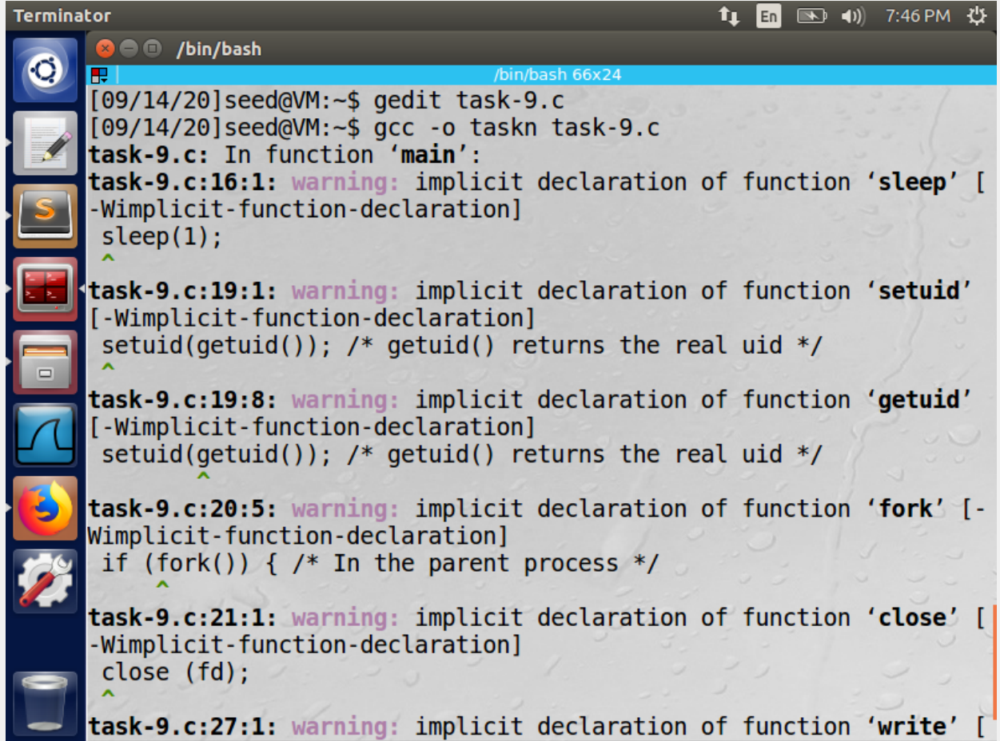 Terminator
En
7:46 PM
/bin/bash
/bin/bash 66x24
[09/14/20]seed@VM:~$ gedit task-9.c
[09/14/20]seed@VM:~$ gcc -o taskn task-9.c
task-9.c: In function ‘main’:
task-9.c:16:1: warning: implicit declaration of function ‘sleep’ [
-Wimplicit-function-declaration]
 sleep(1);
 ^
task-9.c:19:1: warning: implicit declaration of function ‘setuid’
[-Wimplicit-function-declaration]
 setuid(getuid()); /* getuid() returns the real uid */
 ^
task-9.c:19:8: warning: implicit declaration of function ‘getuid’
[-Wimplicit-function-declaration]
 setuid(getuid()); /* getuid() returns the real uid */
        ^
task-9.c:20:5: warning: implicit declaration of function ‘fork’ [-
Wimplicit-function-declaration]
 if (fork()) { /* In the parent process */
     ^
task-9.c:21:1: warning: implicit declaration of function ‘close’ [
-Wimplicit-function-declaration]
 close (fd);
 ^
task-9.c:27:1: warning: implicit declaration of function ‘write’ [